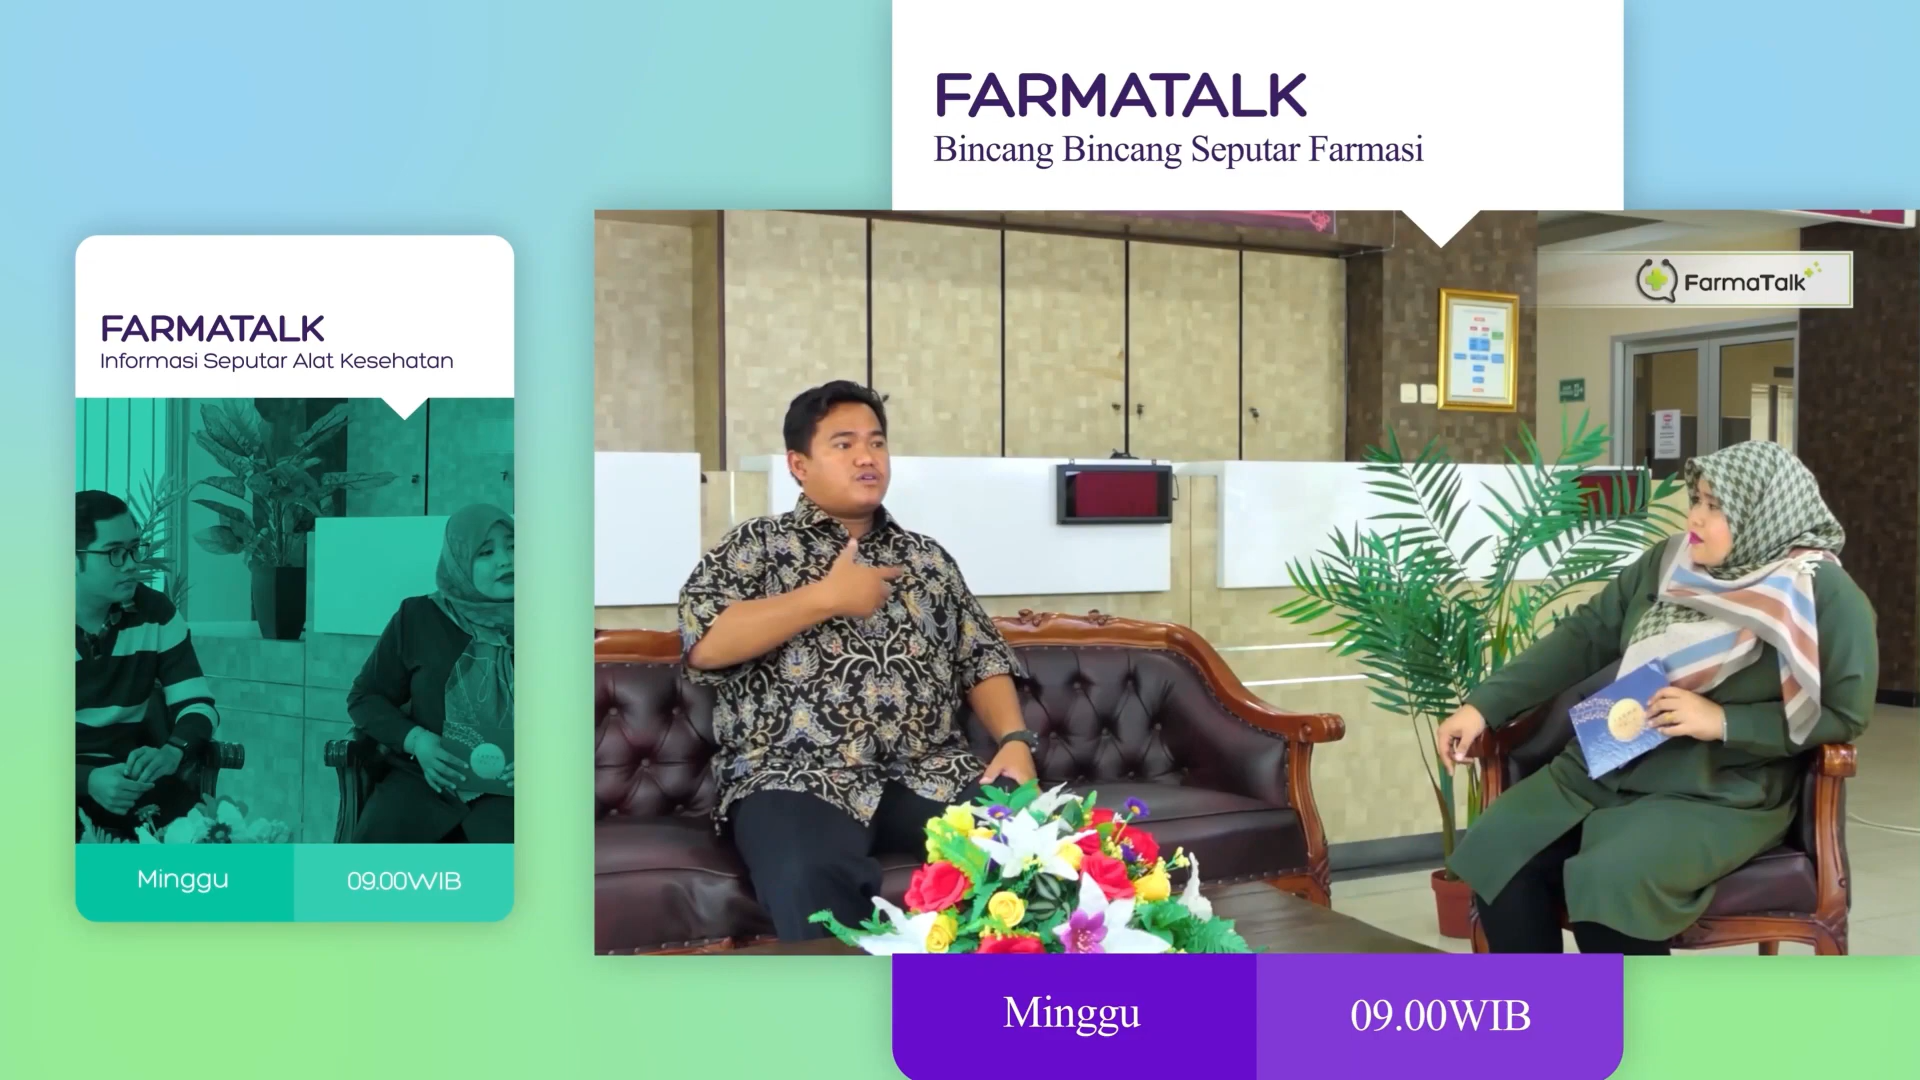 FARMATALK
Bincang Bincang Seputar Farmasi
FarmaTalk
Minggu
09.00WIB
FARMATALK
Informasi Seputar Alat Kesehatan
Minggu
09.00WIB